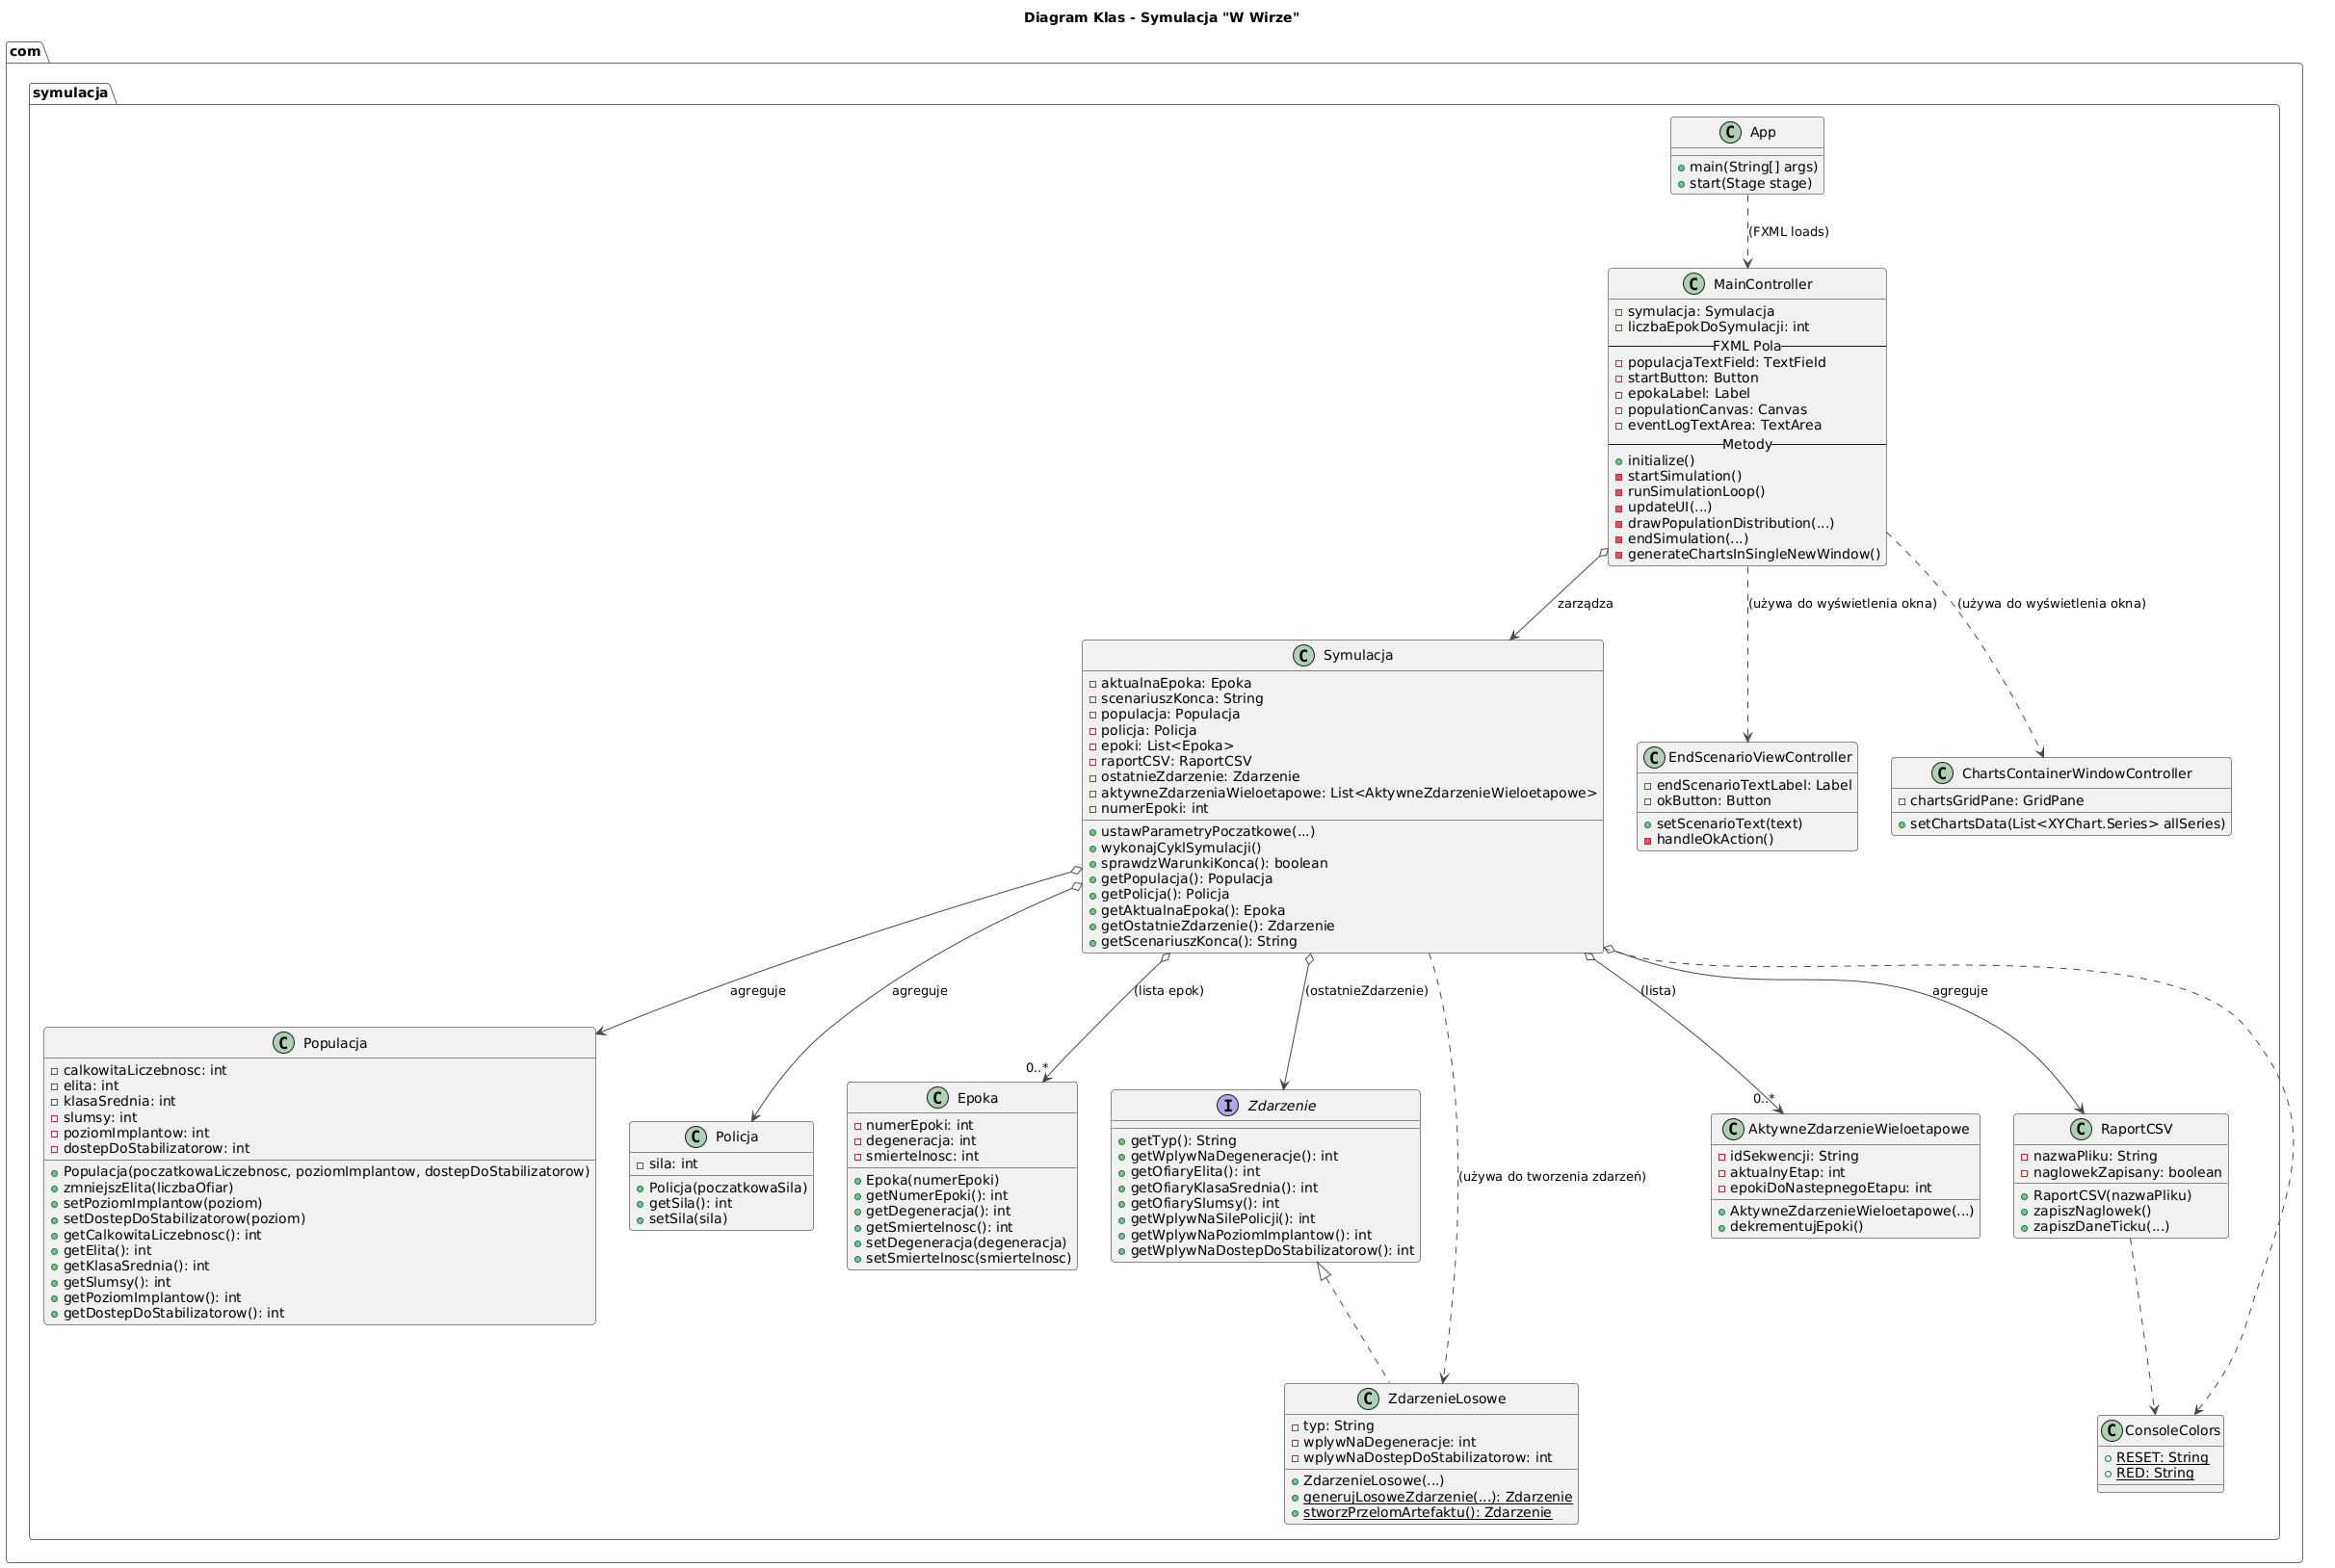 Diagram Klas - Symulacja "W Wirze"
com
symulacja
C App
main(String[] args)
start(Stage stage)
(FXML loads)
C MainController
symulacja: Symulacja
liczbaEpokDoSymulacji: int
FXML Pola
populacjaTextField: TextField
startButton: Button
epokaLabel: Label
populationCanvas: Canvas
eventLogTextArea: TextArea
Metody
initialize()
startSimulation()
runSimulationLoop()
updateUI(...)
drawPopulationDistribution(...)
endSimulation(...)
generateChartsInSingleNewWindow()
zarządza
(używa do wyświetlenia okna)
(używa do wyświetlenia okna)
C Symulacja
aktualnaEpoka: Epoka
scenariuszKonca: String
populacja: Populacja
policja: Policja
epoki: List<Epoka>
raportCSV: RaportCSV
ostatnieZdarzenie: Zdarzenie
aktywneZdarzeniaWieloetapowe: List<AktywneZdarzenieWieloetapowe>
numerEpoki: int
ustawParametryPoczatkowe(...)
wykonajCyklSymulacji()
sprawdzWarunkiKonca(): boolean
getPopulacja(): Populacja
getPolicja(): Policja
getAktualnaEpoka(): Epoka
getOstatnieZdarzenie(): Zdarzenie
getScenariuszKonca(): String
C EndScenarioViewController
endScenarioTextLabel: Label
okButton: Button
setScenarioText(text)
handleOkAction()
C ChartsContainerWindowController
chartsGridPane: GridPane
setChartsData(List<XYChart.Series> allSeries)
agreguje
agreguje
(lista epok)
(ostatnieZdarzenie)
(lista)
agreguje
0..*
0..*
(używa do tworzenia zdarzeń)
C Populacja
calkowitaLiczebnosc: int
elita: int
klasaSrednia: int
slumsy: int
poziomImplantow: int
dostepDoStabilizatorow: int
Populacja(poczatkowaLiczebnosc, poziomImplantow, dostepDoStabilizatorow)
zmniejszElita(liczbaOfiar)
setPoziomImplantow(poziom)
setDostepDoStabilizatorow(poziom)
getCalkowitaLiczebnosc(): int
getElita(): int
getKlasaSrednia(): int
getSlumsy(): int
getPoziomImplantow(): int
getDostepDoStabilizatorow(): int
C Policja
sila: int
Policja(poczatkowaSila)
getSila(): int
setSila(sila)
C Epoka
numerEpoki: int
degeneracja: int
smiertelnosc: int
Epoka(numerEpoki)
getNumerEpoki(): int
getDegeneracja(): int
getSmiertelnosc(): int
setDegeneracja(degeneracja)
setSmiertelnosc(smiertelnosc)
I Zdarzenie
getTyp(): String
getWplywNaDegeneracje(): int
getOfiaryElita(): int
getOfiaryKlasaSrednia(): int
getOfiarySlumsy(): int
getWplywNaSilePolicji(): int
getWplywNaPoziomImplantow(): int
getWplywNaDostepDoStabilizatorow(): int
C AktywneZdarzenieWieloetapowe
idSekwencji: String
aktualnyEtap: int
epokiDoNastepnegoEtapu: int
AktywneZdarzenieWieloetapowe(...)
dekrementujEpoki()
C RaportCSV
nazwaPliku: String
naglowekZapisany: boolean
RaportCSV(nazwaPliku)
zapiszNaglowek()
zapiszDaneTicku(...)
C ZdarzenieLosowe
typ: String
wplywNaDegeneracje: int
wplywNaDostepDoStabilizatorow: int
ZdarzenieLosowe(...)
generujLosoweZdarzenie(...): Zdarzenie
stworzPrzelomArtefaktu(): Zdarzenie
C ConsoleColors
RESET: String
RED: String